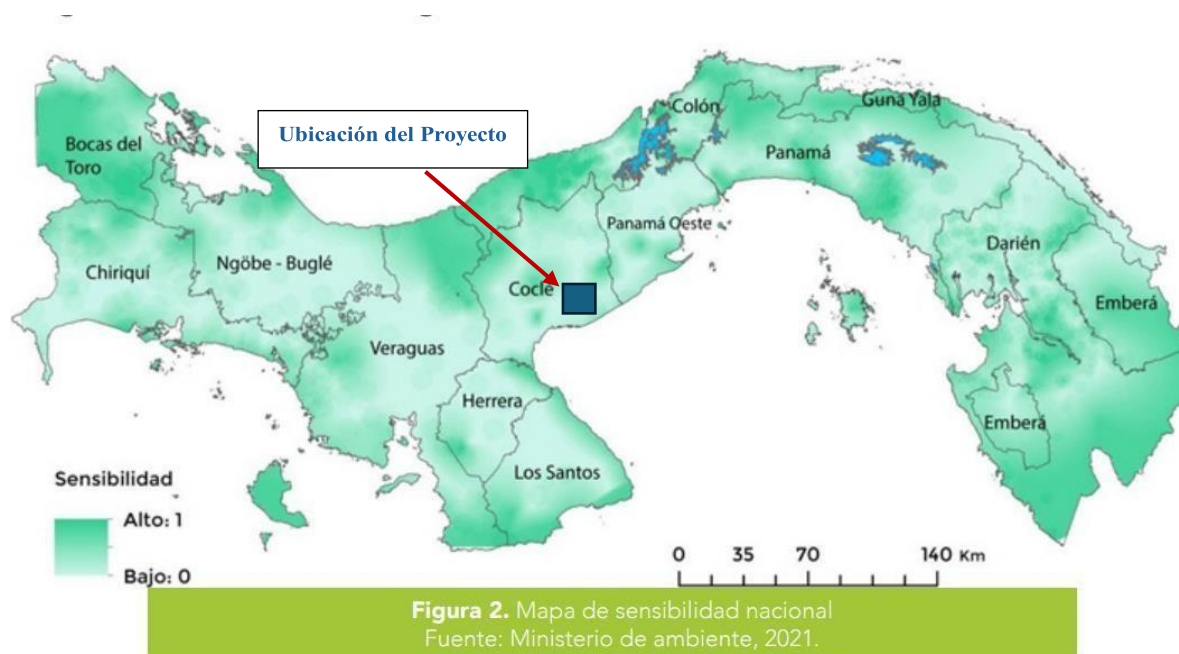 Ubicación del Proyecto
Colón
Guna Yala
Bocas del
Toro
Panamá
Panamá Oeste
Darién
Chiriquí
Ngöbe - Buglé
Coclé
Emberá
Veraguas
Herrera
Emberá
Los Santos
Sensibilidad
Alto: 1
Bajo: 0
0 35 70 140 Km
Figura 2. Mapa de sensibilidad nacional
Fuente: Ministerio de ambiente, 2021.